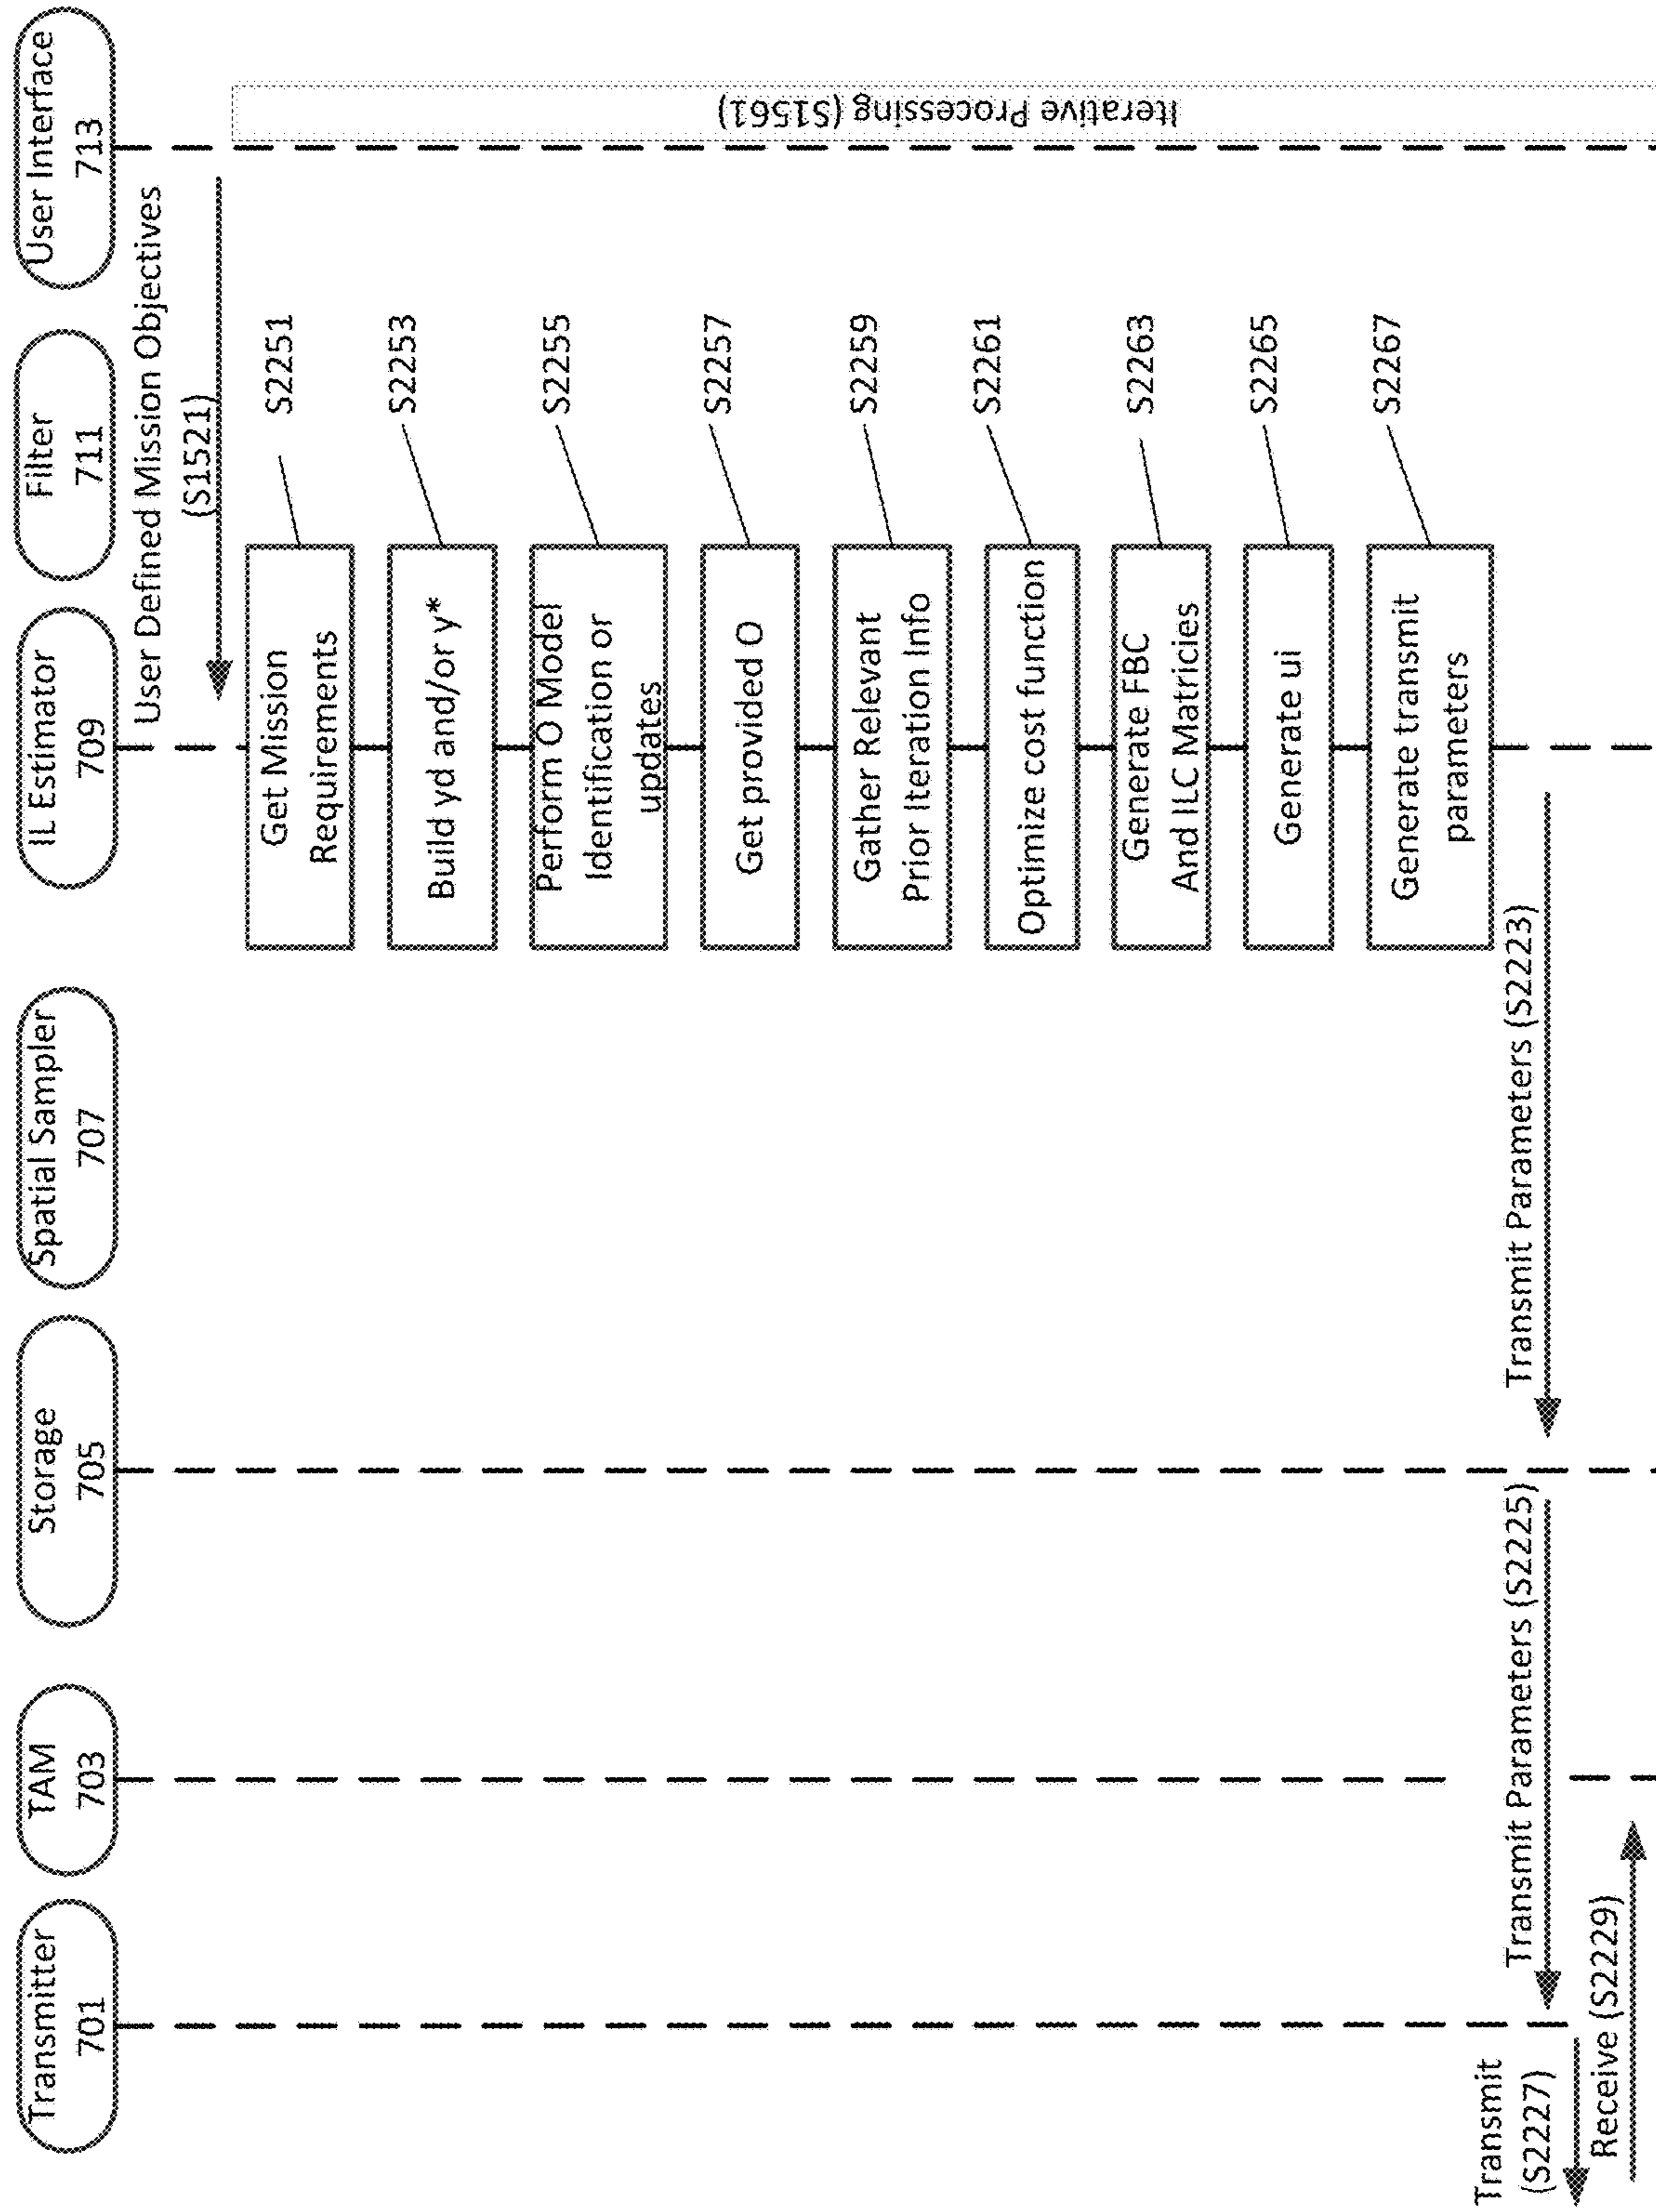 Transmitter
701
TAM
703
Storage
705
Spatial Sampler
707
IL Estimator
709
Filter
711
User Interface
713
User Defined Mission Objectives
(S1521)
Iterative Processing (S1561)
Get Mission
Requirements
S2251
Build yd and/or y*
S2253
Perform O Model
Identification or
updates
S2255
Get provided O
S2257
Gather Relevant
Prior Iteration Info
S2259
Optimize cost function
S2261
Generate FBC
And ILC Matricies
S2263
Generate ui
S2265
Generate transmit
parameters
S2267
Transmit Parameters (S2223)
Transmit Parameters (S2225)
Transmit
(S2227)
Receive (S2229)